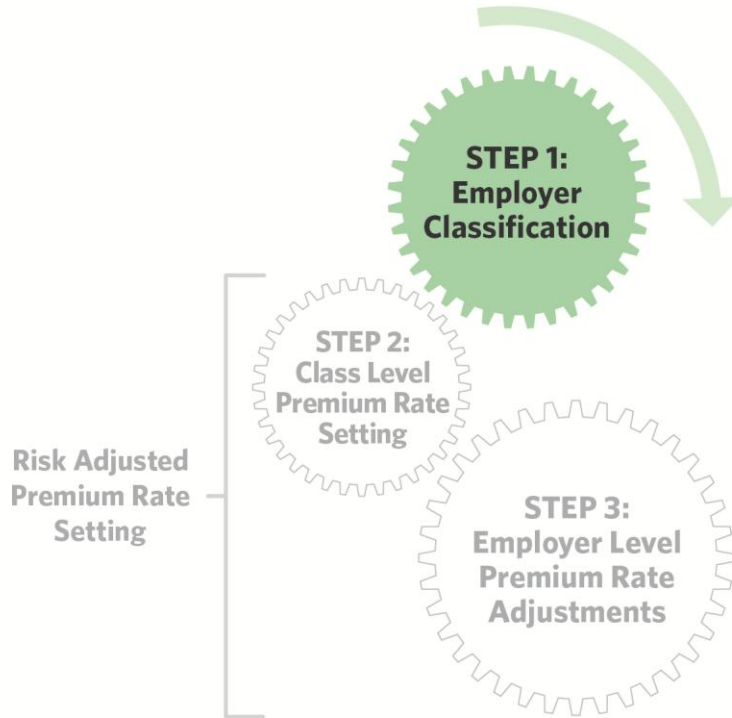 STEP 1:
Employer
Classification
STEP 2:
Class Level
Premium Rate
Setting
Risk Adjusted
Premium Rate
Setting
STEP 3:
Employer Level
Premium Rate
Adjustments